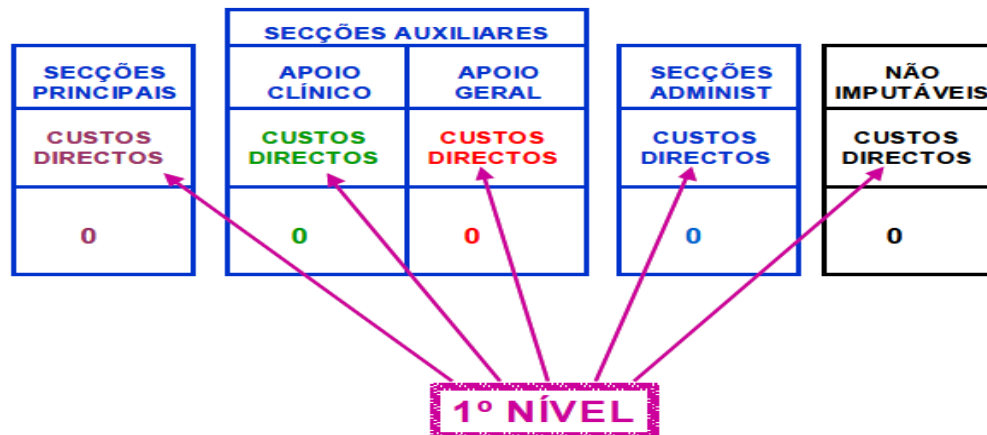 SECÇÕES AUXILIARES
SECÇÕES
PRINCIPAIS
APOIO
CLÍNICO
APOIO
GERAL
SECÇÕES
ADMINIST
NÃO
IMPUTÁVEIS
CUSTOS
DIRECTOS
CUSTOS
DIRECTOS
CUSTOS
DIRECTOS
CUSTOS
DIRECTOS
CUSTOS
DIRECTOS
0
0
0
0
0
1º NÍVEL